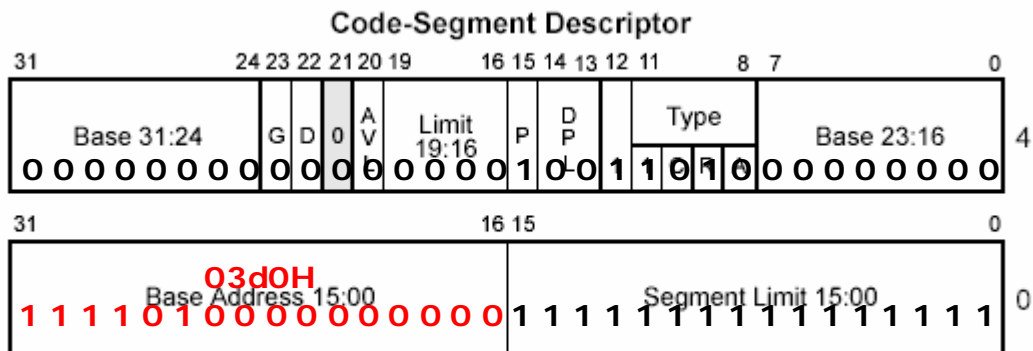 Code-Segment Descriptor
31 24 23 22 21 20 19 16 15 14 13 12 11 8 7 0
Base 31:24 G D 0 AVL Limit 19:16 P DPL 1 Type Base 23:16 4
1 C R A
0 0 0 0 0 0 0 0 0 0 0 0 0 0 0 0 1 0 0 1 1 0 1 0 0 0 0 0 0 0 0 0
31 16 15 0
03d0H
Base Address 15:00 Segment Limit 15:00 0
1 1 1 1 0 1 0 0 0 0 0 0 0 0 0 0 1 1 1 1 1 1 1 1 1 1 1 1 1 1 1 1